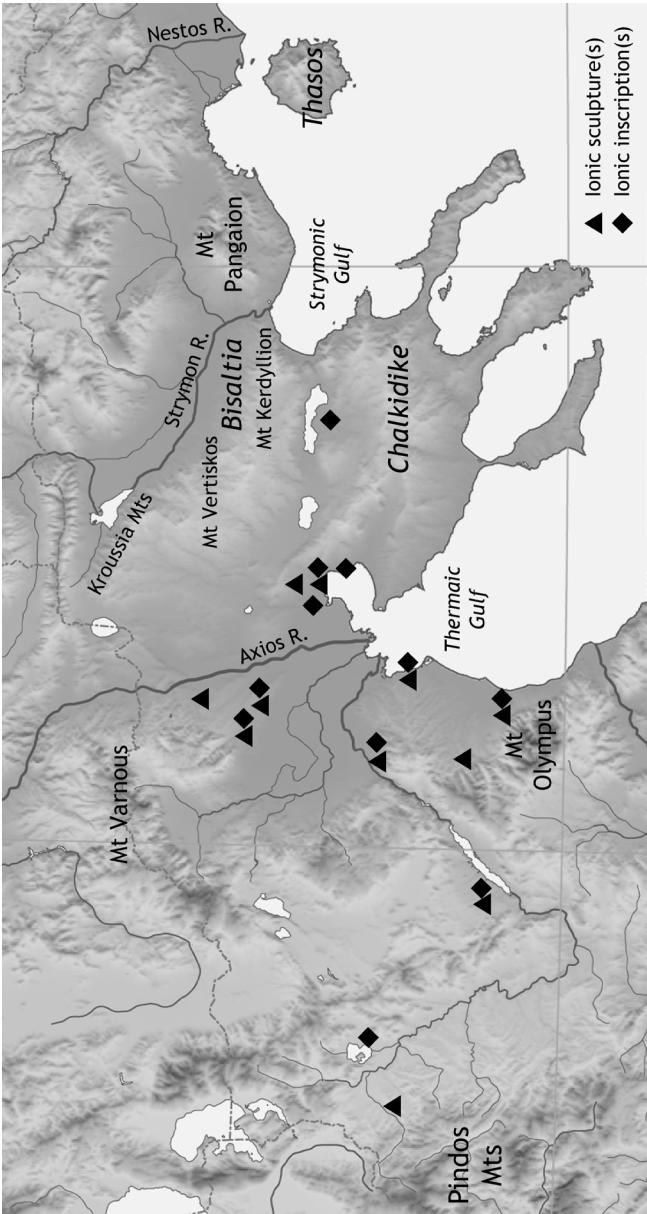 Nestos R.
Thasos
Mt
Pangaion
Strymonic
Gulf
Strymon R.
Bisaltia
Mt Kerdyllion
Mt Vertiskos
Kroussia Mts
Chalkidike
Axios R.
Thermaic
Gulf
Mt Varnous
Mt
Olympus
Pindos
Mts
Ionic sculpture(s)
Ionic inscription(s)